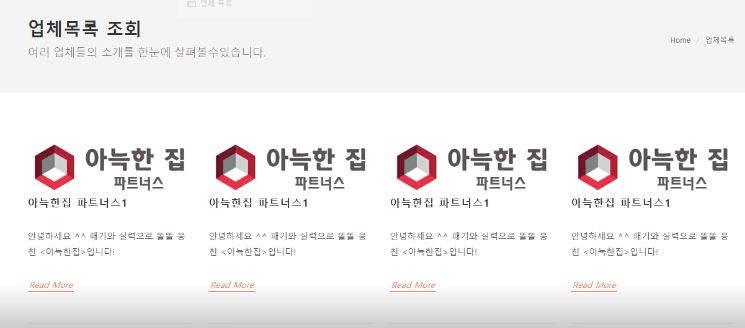 업체 목록
업체목록 조회
여러 업체들의 소개를 한눈에 살펴볼수있습니다.
Home / 업체목록
아늑한 집
파트너스
아늑한집 파트너스1
안녕하세요 ^^ 패기와 실력으로 똘똘 뭉
친 <아늑한집>입니다!
Read More
아늑한 집
파트너스
아늑한집 파트너스1
안녕하세요 ^^ 패기와 실력으로 똘똘 뭉
친 <아늑한집>입니다!
Read More
아늑한 집
파트너스
아늑한집 파트너스1
안녕하세요 ^^ 패기와 실력으로 똘똘 뭉
친 <아늑한집>입니다!
Read More
아늑한 집
파트너스
아늑한집 파트너스1
안녕하세요 ^^ 패기와 실력으로 똘똘 뭉
친 <아늑한집>입니다!
Read More